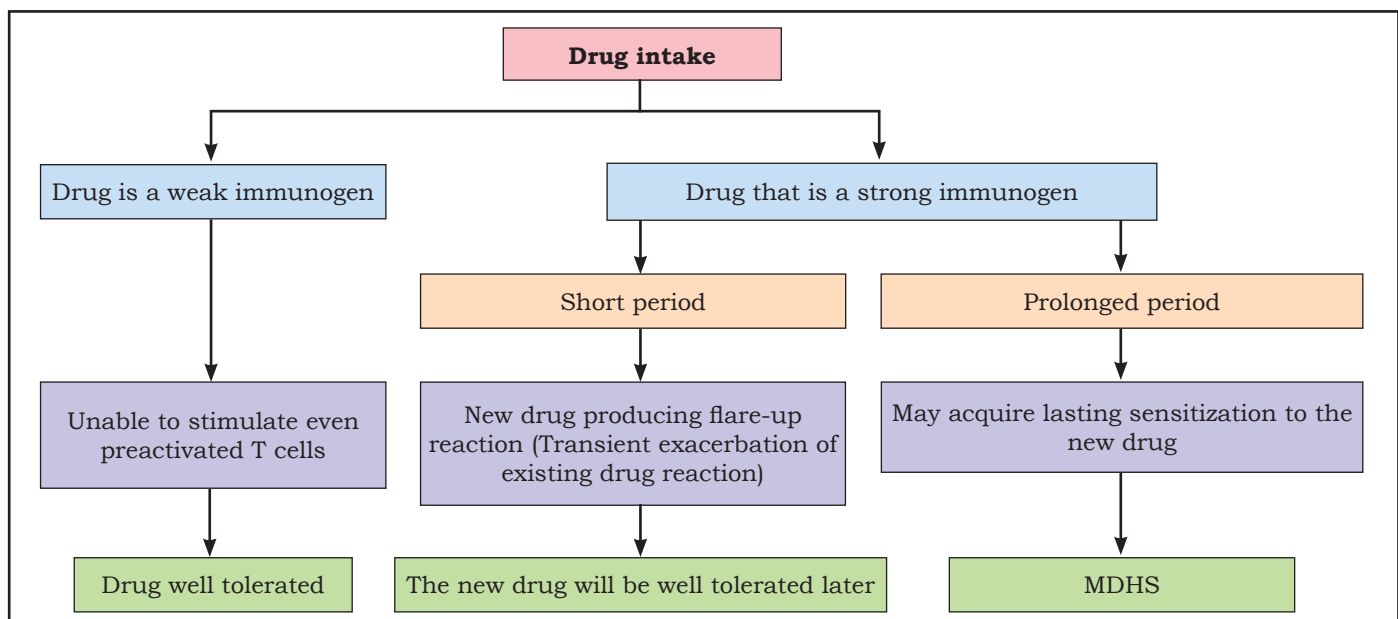 Drug intake
Drug is a weak immunogen
Drug that is a strong immunogen
Short period
Prolonged period
Unable to stimulate even
preactivated T cells
New drug producing flare-up
reaction (Transient exacerbation of
existing drug reaction)
May acquire lasting sensitization to the
new drug
Drug well tolerated
The new drug will be well tolerated later
MDHS